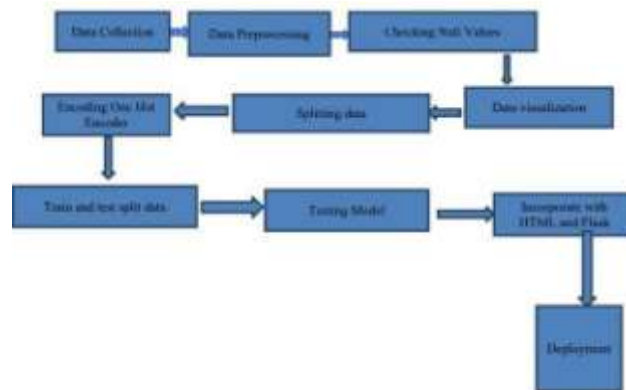 Data Collection
Data Preprocessing
Checking Null Values
Data visualization
Splitting data
Encoding One Hot
Encoder
Train and test split data
Testing Model
Incorporate with
HTML and Flask
Deployment